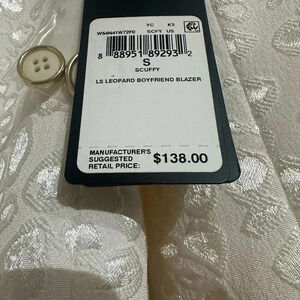 W54N41W72F0 YC K5
SCFY US
8 88951 89293 2
S
SCUFFY
LS LEOPARD BOYFRIEND BLAZER
MANUFACTURER'S
SUGGESTED
RETAIL PRICE: $138.00